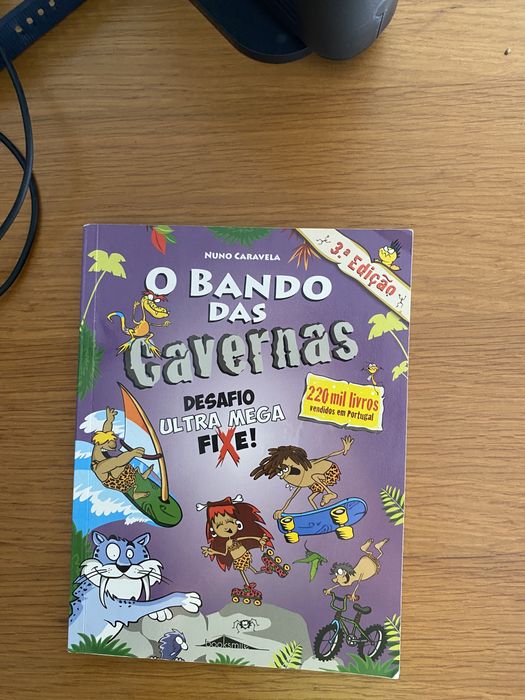 NUNO CARAVELA
3.ª Edição
O BANDO
DAS
Cavernas
DESAFIO
ULTRA MEGA
FIXE!
220 mil livros
vendidos em Portugal
booksmile